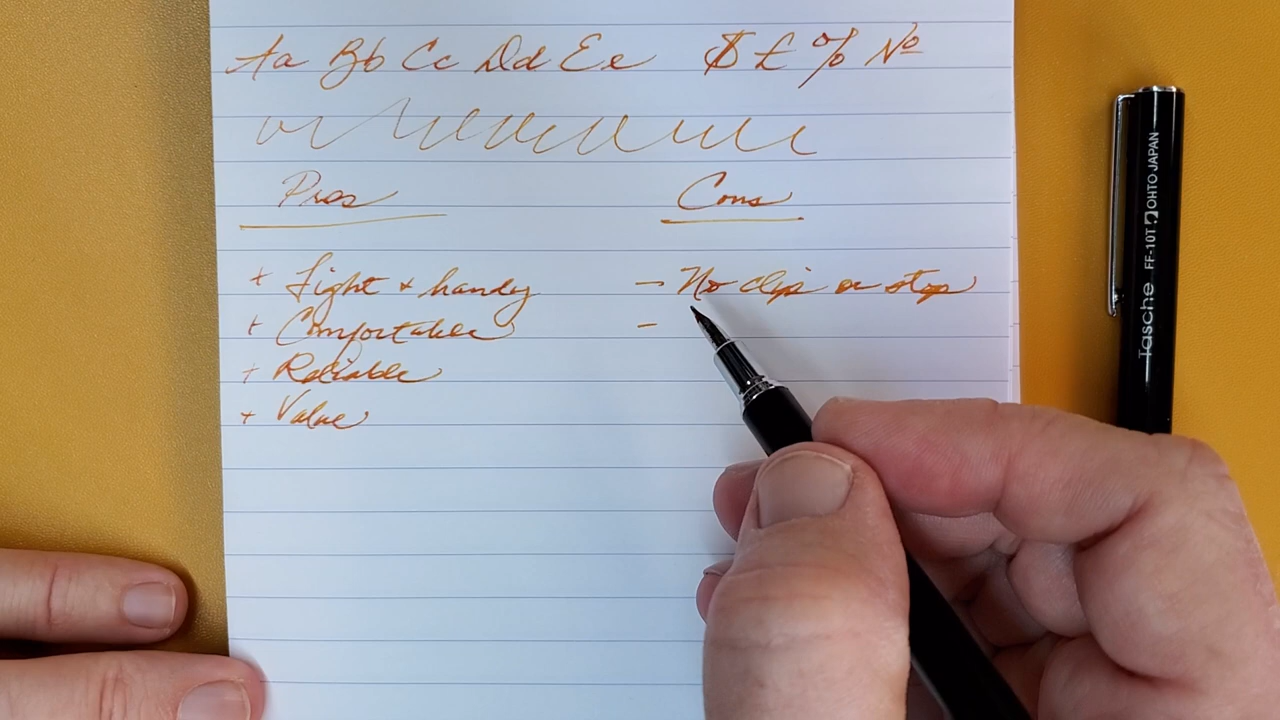 Aa Bb Cc Dd Ee $ £ % №
Pros Cons
+ Light + handy - No clip or stop
+ Comfortable -
+ Reliable
+ Value
Tasche FF-10T OHTO JAPAN